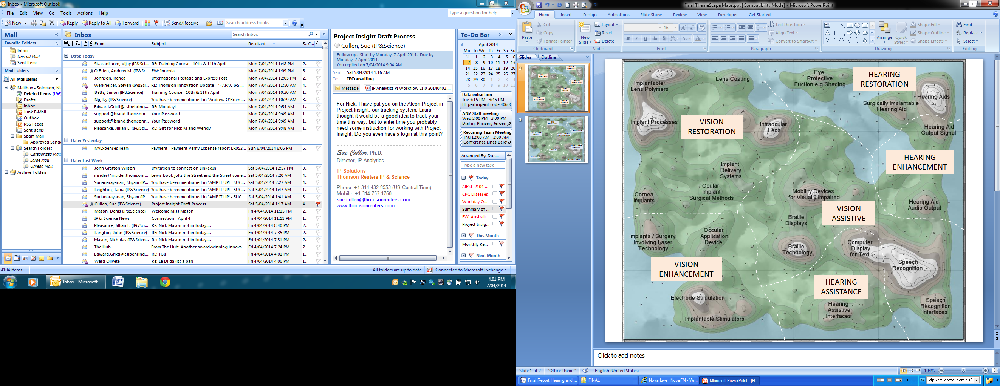 Inbox - Microsoft Outlook
File Edit View Go Tools Actions Help
Type a question for help
New Reply Reply to All Forward Send/Receive Search address books
Mail
Favorite Folders
Inbox
Unread Mail
Sent Items
Mail Folders
All Mail Items
Mailbox - Solomon, Ni
Deleted Items (196
Drafts
Inbox
Junk E-Mail
Outbox
RSS Feeds
Sent Items
Spam Mail
Approved Send
Search Folders
Categorized Mail
Large Mail
Unread Mail
Archive Folders
Inbox
Search Inbox
From Subject Received S. C...
Date: Today
Sivasankaren, Vijay (IP&Sci... RE: Training Course - 10th & 11th April Mon 7/04/2014 1:48 PM 2.
O'Brien, Andrew M. (IP&Sc... FW: Innovia Mon 7/04/2014 1:09 PM 6.
Johnson, Renea International Postage and Express Post Mon 7/04/2014 12:05 PM 2.
Werkheiser, Steven (IP&Sci... RE: Thomson innovation Update --> APAC IPS ... Mon 7/04/2014 11:50 AM 4.
Betts, Simon (IP&Science) Training Course - 10th & 11th April Mon 7/04/2014 10:30 AM 1.
Ng, Ivy (IP&Science) You have been mentioned in "Andrew O'Brien ... Mon 7/04/2014 10:29 AM 3.
Edward.Grixti@cslbehring.... RE: Monday! Mon 7/04/2014 9:54 AM 1.
support@brand.thomsonr... Your Password Mon 7/04/2014 9:49 AM 1.
support@brand.thomsonr... Your Password Mon 7/04/2014 9:49 AM 1.
Pleasance, Jillian L. (IP&Sci... RE: Gift for Nick M and Wendy Mon 7/04/2014 9:48 AM 1.
Date: Yesterday
MyExpenses Team Payment - Payment Verify Expense report ER052... Sun 6/04/2014 6:06 PM 6.
Date: Last Week
John Gratton Wilson Invitation to connect on LinkedIn Sat 5/04/2014 12:57 PM 3.
insider@insider.thomsonr... Lewis book jolts the Street and the Street come... Sat 5/04/2014 7:20 AM 4.
Surianarayan, Shyam (IP... You have been mentioned in "AMP IT UP! - SUC... Sat 5/04/2014 2:27 AM 4.
Leighton, Tania (IP&Science) You have been mentioned in "AMP IT UP! - SUC... Sat 5/04/2014 1:47 AM 1.
Surianarayan, Shyam (IP... You have been mentioned in "AMP IT UP! - SUC... Sat 5/04/2014 1:41 AM 3.
Cullen, Sue (IP&Science) Project Insight Draft Process Sat 5/04/2014 1:17 AM 4.
Mason, Denis (IP&Science) Welcome Miss Mason Fri 4/04/2014 11:15 PM 2.
IP & Science News Connection - April 4 Fri 4/04/2014 11:11 PM 1.
Pleasance, Jillian L. (IP&Sci... Re: Nick Mason not in today.... Fri 4/04/2014 8:40 PM 2.
Langton, John (IP&Science) RE: Nick Mason not in today.... Fri 4/04/2014 7:35 PM 2.
Mason, Nicholas (IP&Scien... Re: Nick Mason not in today.... Fri 4/04/2014 7:31 PM 2.
The Hub From The Hub: Another award-winning innova... Fri 4/04/2014 7:24 PM 2.
Edward.Grixti@cslbehring.... RE: TGIF Fri 4/04/2014 4:01 PM 1.
Ward Olivete Re: La Di da (its a bar) Fri 4/04/2014 4:00 PM 1.
Project Insight Draft Process
Cullen, Sue (IP&Science)
Follow up. Start by Monday, 7 April 2014. Due by
Monday, 7 April 2014.
You replied on 7/04/2014 9:04 AM.
Sent: Sat 5/04/2014 1:16 AM
To: IPConsulting
Message IP Analytics PI Workflow v1.0 20140403....
For Nick: I have put you on the Alcon Project in
Project Insight, our tracking system. Laura
thought it would be a good idea to track your
time this way, but to enter time you probably
need some instruction for working with Project
Insight. Do you even have a login at this point?
Sue Cullen, Ph.D.
Director, IP Analytics
IP Solutions
Thomson Reuters IP & Science
Phone: +1 314 432-8553 (US Central Time)
Mobile: +1 314 753-1760
sue.cullen@thomsonreuters.com
www.thomsonreuters.com
To-Do Bar
April 2014
Mo Tu We Th Fr Sa Su
31 1 2 3 4 5 6
7 8 9 10 11 12 13
14 15 16 17 18 19 20
21 22 23 24 25 26 27
28 29 30 1 2 3 4
5 6 7 8 9 10 11
Data extraction
Tue 3:15 PM - 3:45 PM
BT participant code 40600
ANZ Staff meeting
Wed 2:00 PM - 3:00 PM
Dial in; Prinsen, Jeroen
Recurring Team Meeting
Thu 12:00 AM - 1:00 AM
Conference Lines Belo
Arranged By: Due...
Type a new task
Today
AIFST 2104 ...
CRC Diseases
Workday O...
Summary of ...
FW: Australi...
Project Insig...
This Month
Monthly Re...
Next Month
4104 Items
All folders are up to date. Connected to Microsoft Exchange
Inbox - Microsoft ...
4:01 PM
7/04/2014
Final ThemeScape Maps.ppt [Compatibility Mode] - Microsoft PowerPoint
Home Insert Design Animations Slide Show Review View Developer Get Started
Paste
Cut
Copy
Format Painter
Clipboard
New
Slide
Layout
Reset
Delete
Slides
16
Font
Text Direction
Align Text
Convert to SmartArt
Paragraph
Arrange
Quick
Styles
Shape Fill
Shape Outline
Shape Effects
Drawing
Find
Replace
Select
Editing
Slides Outline
1
2
Implantable
Lens Polymers
Lens Coating
Eye
Protective
Fuction e.g Shading
HEARING
RESTORATION
Hearing Aids
Surgically Implantable
Hearing Aid
Implant Processes
VISION
RESTORATION
Intraocular
Lens
Hearing Aid
Output Signal
HEARING
ENHANCEMENT
Implant
Delivery
Systems
Ocular
Implant
Surgical Methods
Cornea
Implants
Mobility Devices
for Visually Impaired
Hearing Aid
Audio Output
VISION
ASSISTIVE
Braille
Displays
Implants / Surgery
Involving Laser
Technology
Occular
Application
Device
Braille
Technology
Computer
Display
for Text
Speech
Recognition
VISION
ENHANCEMENT
HEARING
ASSISTANCE
Electrode Stimulation
Implantable Stimulators
Hearing
Assistive
Interfaces
Speech
Recognition
Interfaces
Click to add notes
Slide 1 of 2 "Office Theme" English (United States) 104%
Final Report Hearing and ... FINAL Nova Live | NovaFM - Wi... Microsoft PowerPoint - [Fi... http://mycareer.com.au/j